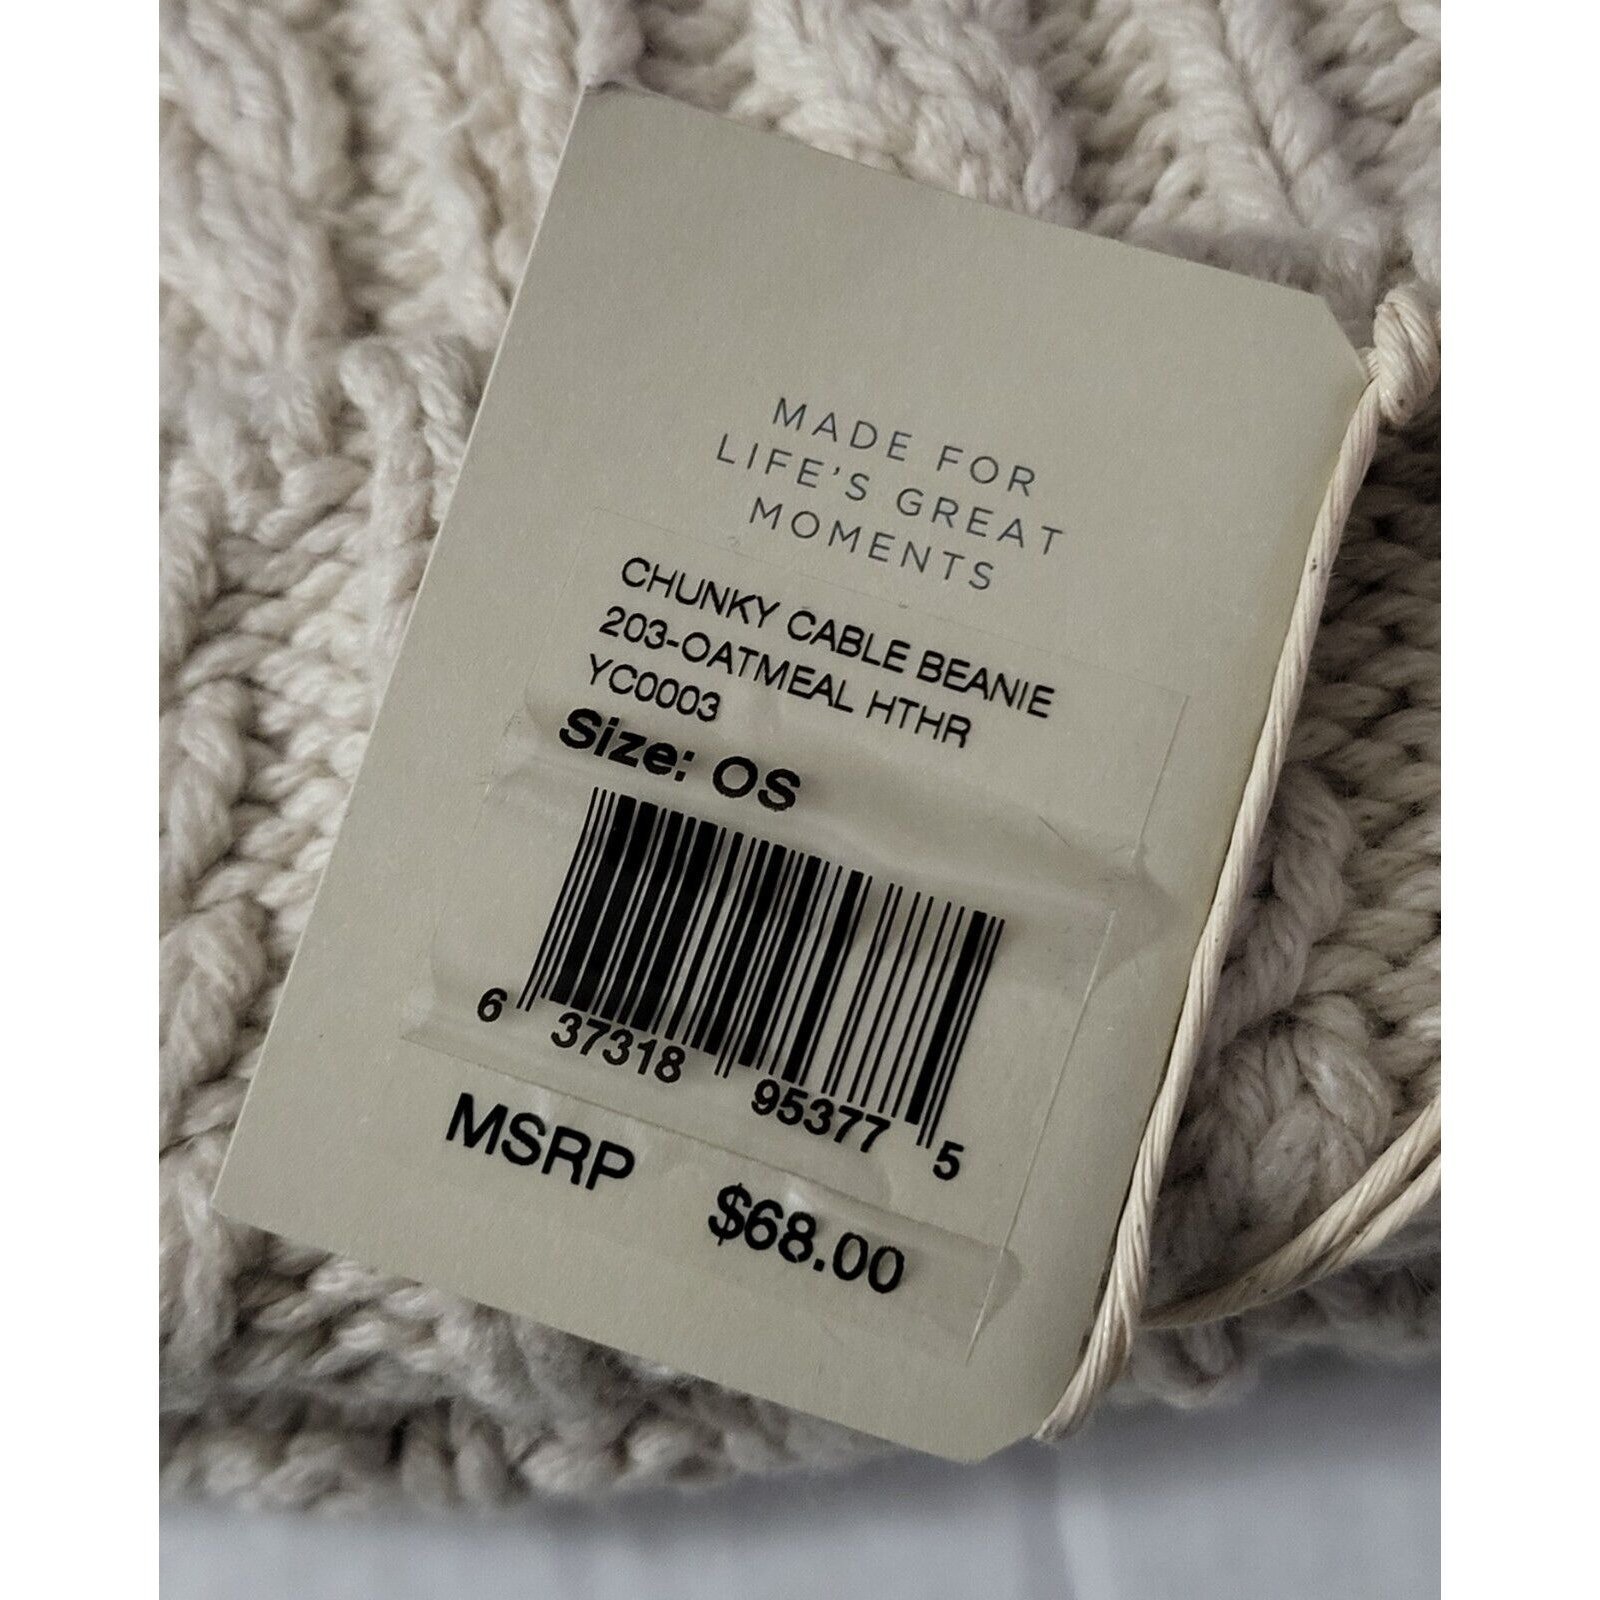 MADE FOR
LIFE'S GREAT
MOMENTS
CHUNKY CABLE BEANIE
203-OATMEAL HTHR
YC0003
Size: OS
6 37318 95377 5
MSRP $68.00